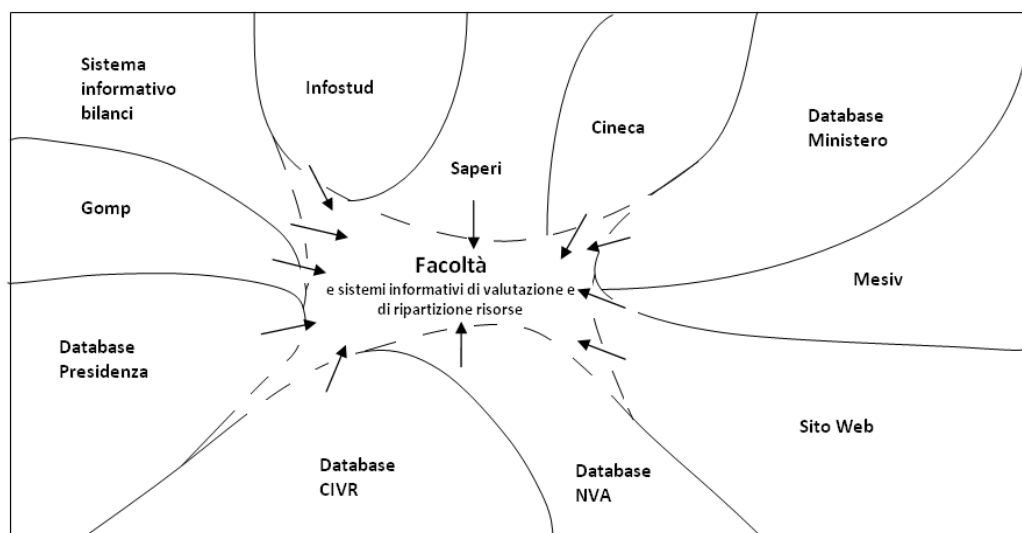 Sistema
informativo
bilanci
Infostud
Saperi
Cineca
Database
Ministero
Gomp
Facoltà
e sistemi informativi di valutazione e
di ripartizione risorse
Mesiv
Database
Presidenza
Sito Web
Database
CIVR
Database
NVA